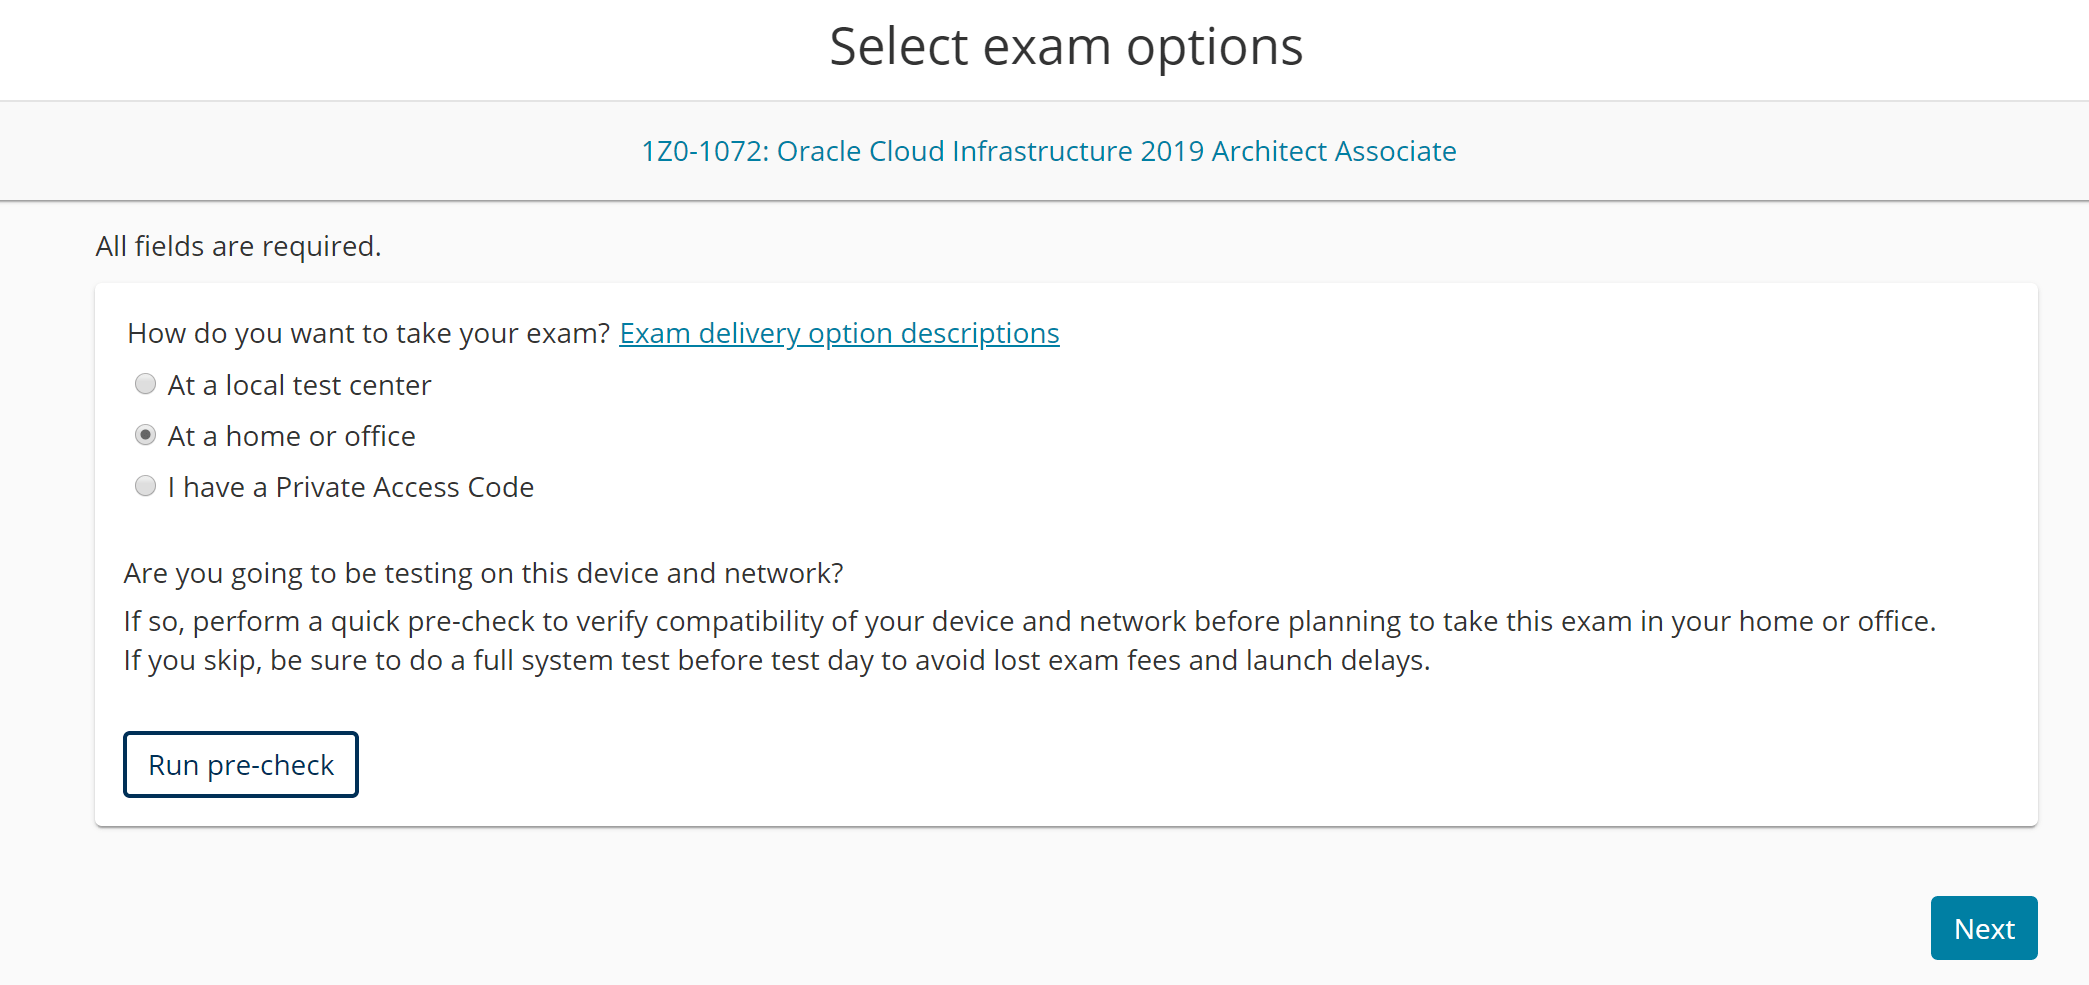 Select exam options
1Z0-1072: Oracle Cloud Infrastructure 2019 Architect Associate
All fields are required.
How do you want to take your exam? Exam delivery option descriptions
At a local test center
At a home or office
I have a Private Access Code
Are you going to be testing on this device and network?
If so, perform a quick pre-check to verify compatibility of your device and network before planning to take this exam in your home or office.
If you skip, be sure to do a full system test before test day to avoid lost exam fees and launch delays.
Run pre-check
Next